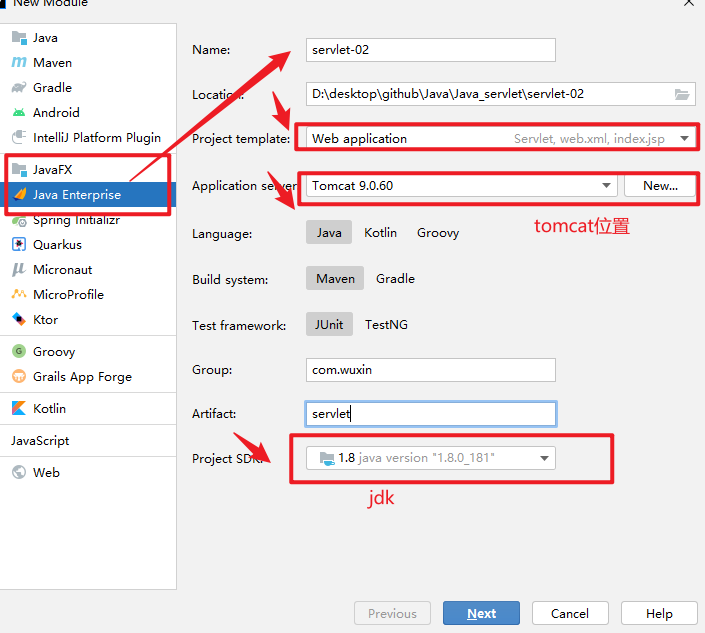 New Module
Java
Maven
Gradle
Android
IntelliJ Platform Plugin
JavaFX
Java Enterprise
Spring Initializr
Quarkus
Micronaut
MicroProfile
Ktor
Groovy
Grails App Forge
Kotlin
JavaScript
Web
Name: servlet-02
Location: D:\desktop\github\Java\Java_servlet\servlet-02
Project template: Web application Servlet, web.xml, index.jsp
Application server: Tomcat 9.0.60 New...
tomcat位置
Language: Java Kotlin Groovy
Build system: Maven Gradle
Test framework: JUnit TestNG
Group: com.wuxin
Artifact: servlet
Project SDK: 1.8 java version "1.8.0_181"
jdk
Previous Next Cancel Help